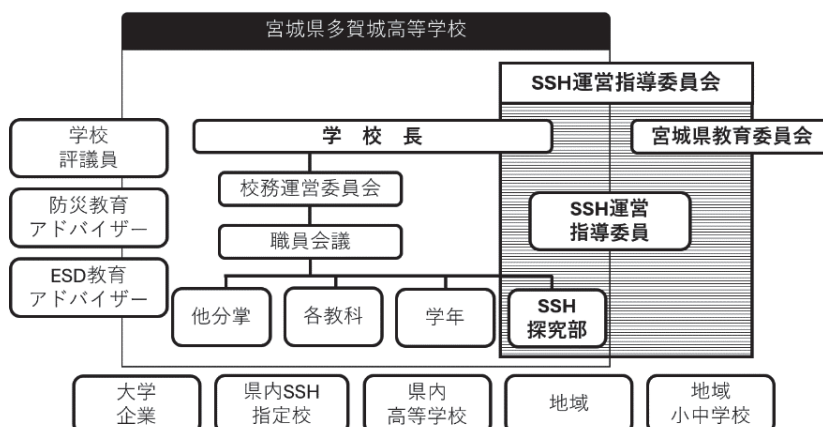 宮城県多賀城高等学校
SSH運営指導委員会
学校
評議員
学 校 長
宮城県教育委員会
防災教育
アドバイザー
校務運営委員会
SSH運営
指導委員
職員会議
ESD教育
アドバイザー
他分掌
各教科
学年
SSH
探究部
大学
企業
県内SSH
指定校
県内
高等学校
地域
地域
小中学校